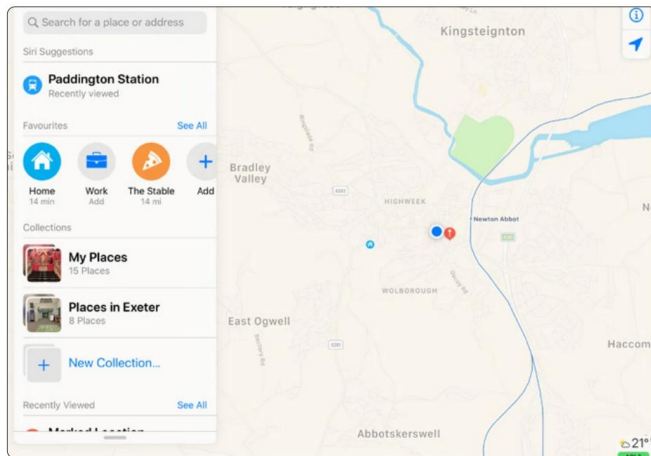 Search for a place or address
Siri Suggestions
Paddington Station
Recently viewed
Favourites
See All
Home
14 min
Work
Add
The Stable
14 mi
Add
Collections
My Places
15 Places
Places in Exeter
8 Places
New Collection...
Recently Viewed
See All
Marked Location
Kingsteignton
Bradley
Valley
HIGHWEEK
Newton Abbot
WOLBOROUGH
East Ogwell
Haccom
Abbotskerswell
21°